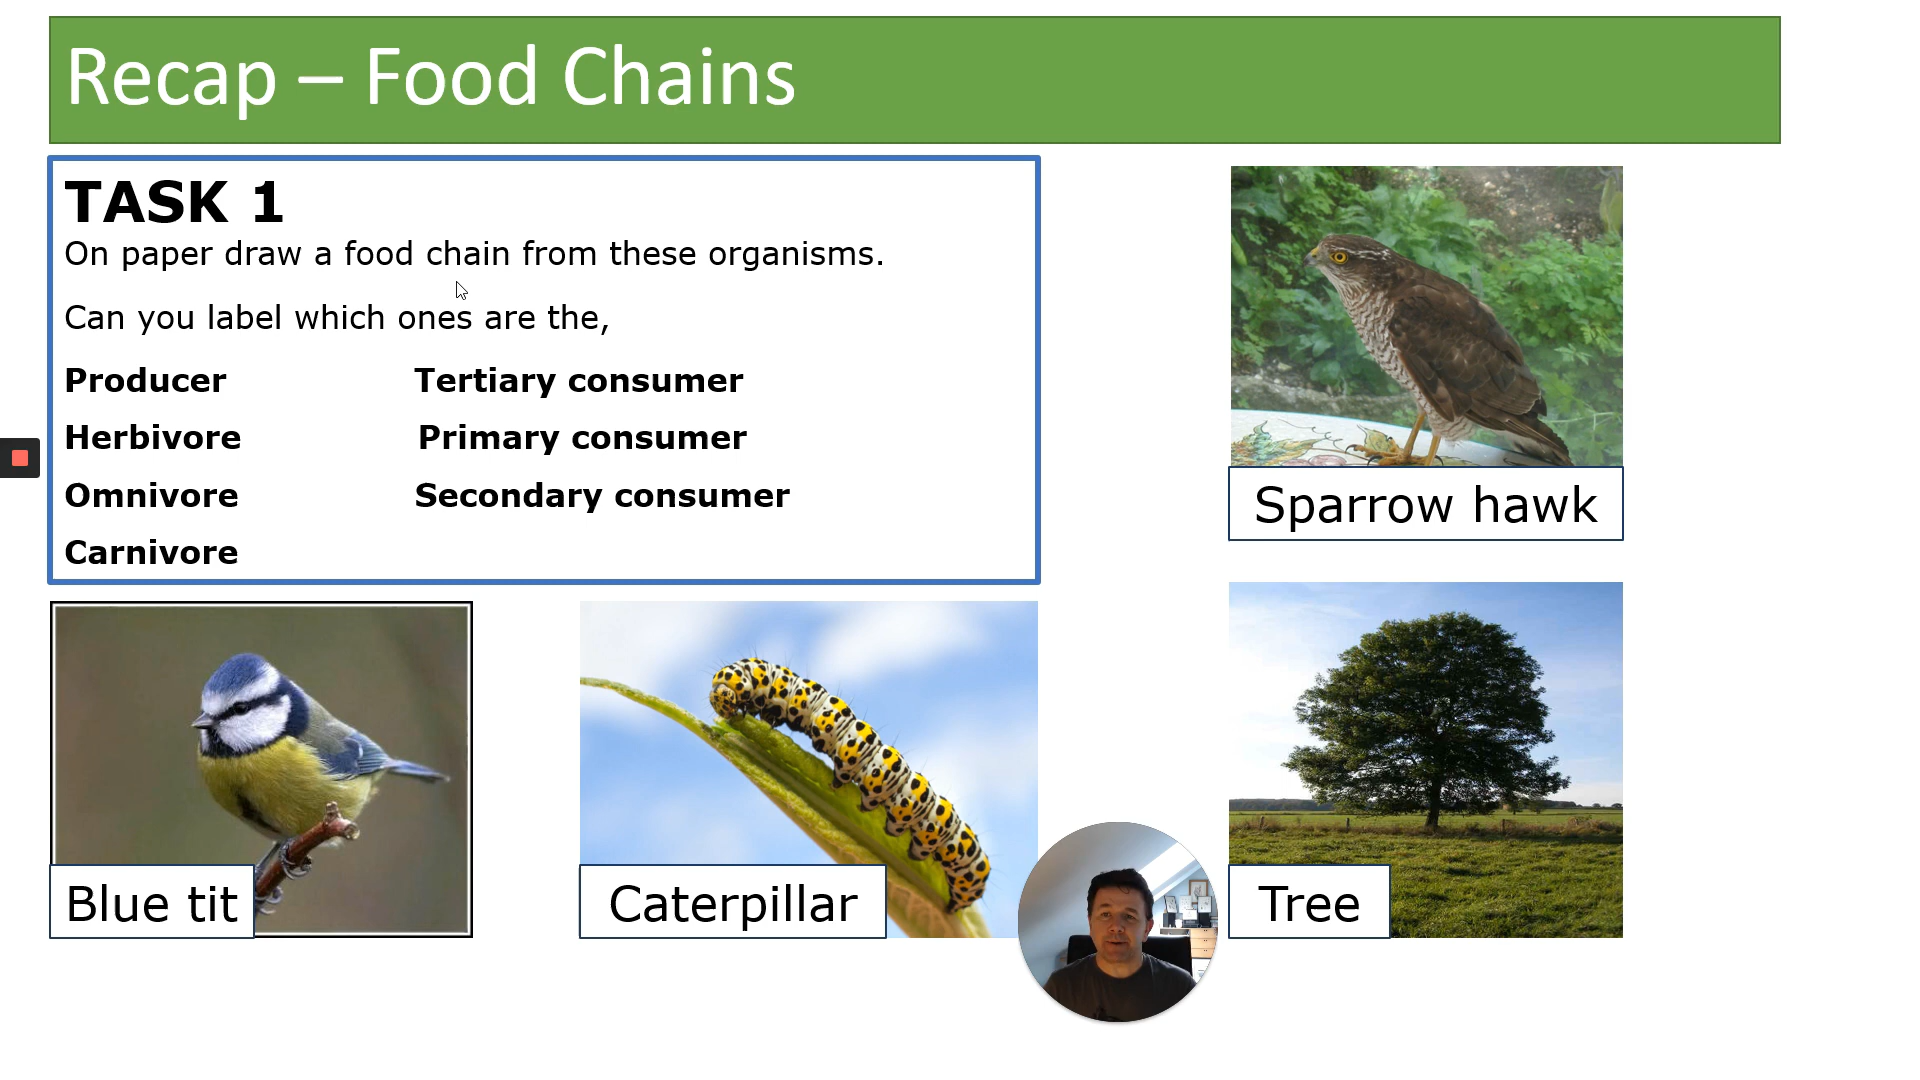 Recap – Food Chains
TASK 1
On paper draw a food chain from these organisms.
Can you label which ones are the,
Producer Tertiary consumer
Herbivore Primary consumer
Omnivore Secondary consumer
Carnivore
Sparrow hawk
Blue tit
Caterpillar
Tree